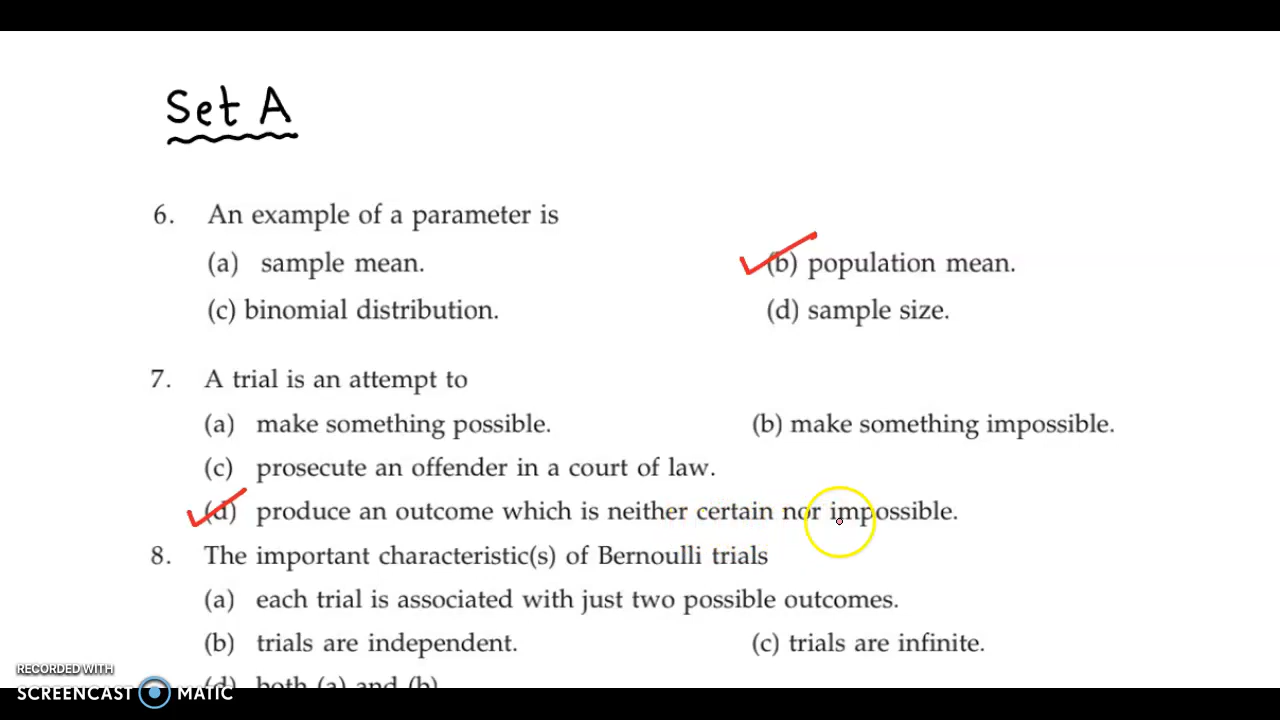 Set A
6. An example of a parameter is
(a) sample mean. (b) population mean.
(c) binomial distribution. (d) sample size.
7. A trial is an attempt to
(a) make something possible. (b) make something impossible.
(c) prosecute an offender in a court of law.
(d) produce an outcome which is neither certain nor impossible.
8. The important characteristic(s) of Bernoulli trials
(a) each trial is associated with just two possible outcomes.
(b) trials are independent. (c) trials are infinite.
(d) both (a) and (b)
RECORDED WITH
SCREENCAST MATIC